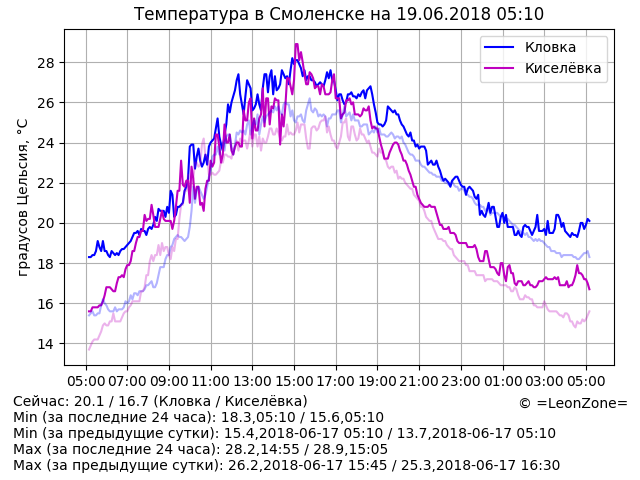 Температура в Смоленске на 19.06.2018 05:10
Кловка
Киселёвка
градусов Цельсия, °C
28
26
24
22
20
18
16
14
05:00 07:00 09:00 11:00 13:00 15:00 17:00 19:00 21:00 23:00 01:00 03:00 05:00
Сейчас: 20.1 / 16.7 (Кловка / Киселёвка)
© =LeonZone=
Min (за последние 24 часа): 18.3,05:10 / 15.6,05:10
Min (за предыдущие сутки): 15.4,2018-06-17 05:10 / 13.7,2018-06-17 05:10
Max (за последние 24 часа): 28.2,14:55 / 28.9,15:05
Max (за предыдущие сутки): 26.2,2018-06-17 15:45 / 25.3,2018-06-17 16:30